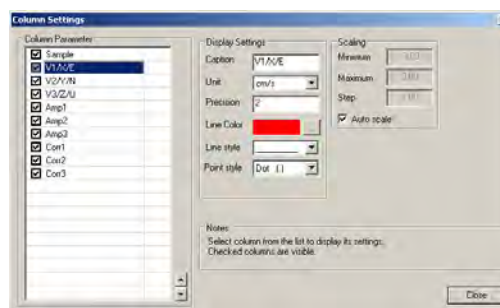 Column Settings
Column Parameter
Sample
V1/X/E
V2/Y/N
V3/Z/U
Amp1
Amp2
Amp3
Corr1
Corr2
Corr3
Display Settings
Caption V1/X/E
Unit cm/s
Precision 2
Line Color
Line style
Point style Dot (.)
Scaling
Minimum
Maximum
Step
Auto scale
Notes
Select column from the list to display its settings.
Checked columns are visible.
Close